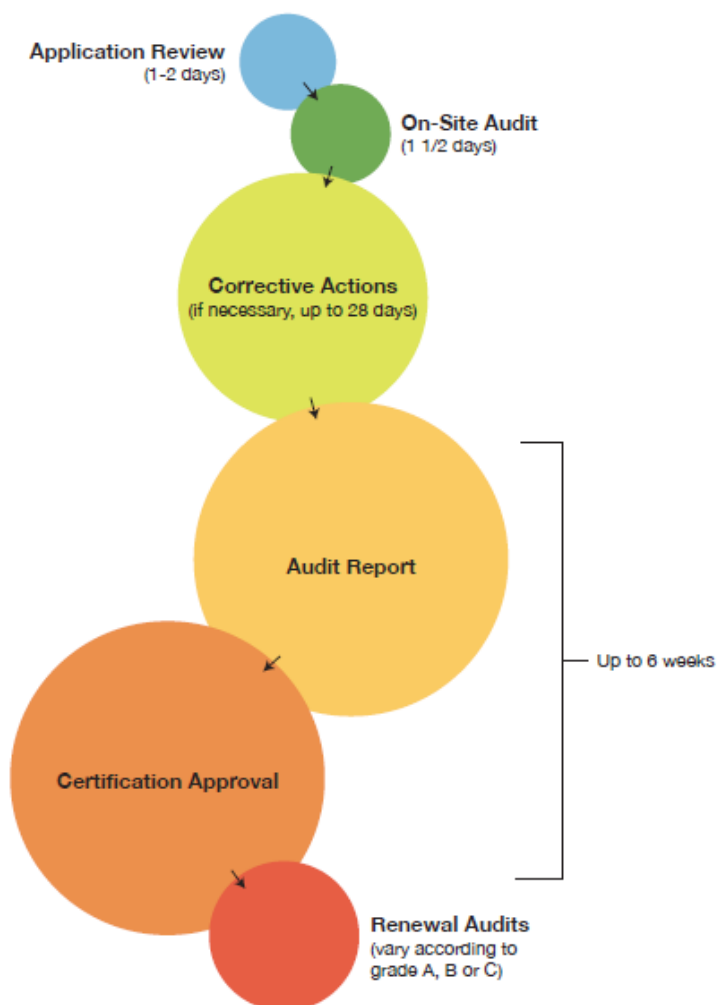 Application Review
(1-2 days)
On-Site Audit
(1 1/2 days)
Corrective Actions
(if necessary, up to 28 days)
Audit Report
Up to 6 weeks
Certification Approval
Renewal Audits
(vary according to
grade A, B or C)